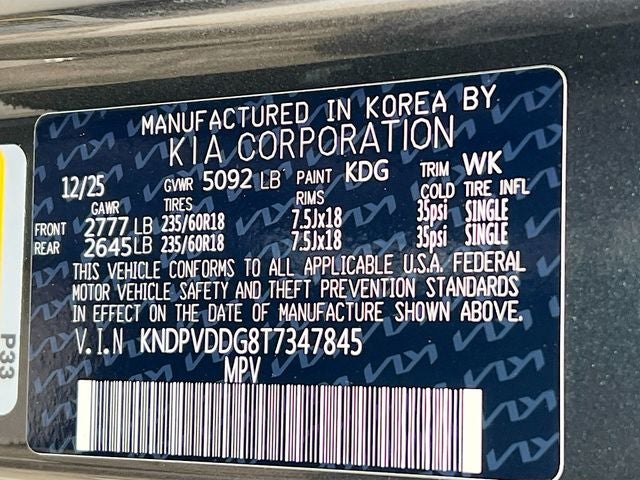 MANUFACTURED IN KOREA BY
KIA CORPORATION
12/25 GVWR 5092 LB PAINT KDG TRIM WK
GAWR TIRES RIMS COLD TIRE INFL
FRONT 2777 LB 235/60R18 7.5Jx18 35psi SINGLE
REAR 2645 LB 235/60R18 7.5Jx18 35psi SINGLE
THIS VEHICLE CONFORMS TO ALL APPLICABLE U.S.A. FEDERAL
MOTOR VEHICLE SAFETY AND THEFT PREVENTION STANDARDS
IN EFFECT ON THE DATE OF MANUFACTURE SHOWN ABOVE.
V.I.N KNDPVDDG8T7347845
MPV
P33